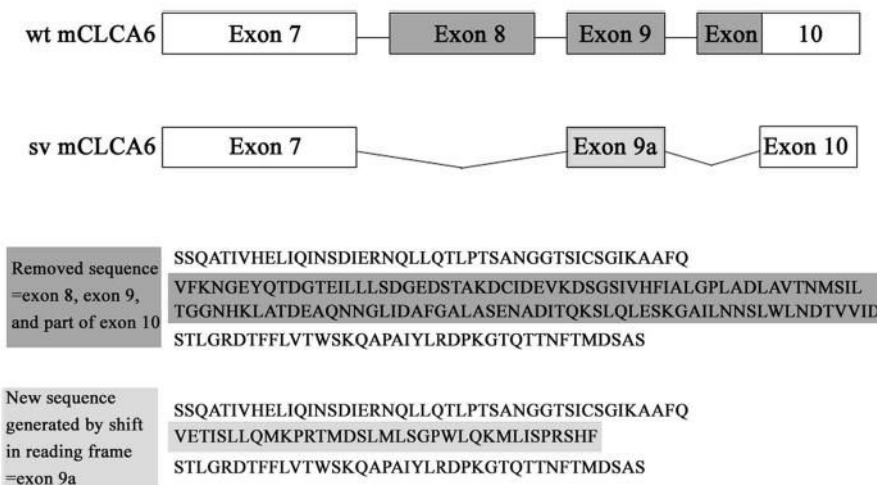 wt mCLCA6 Exon 7 Exon 8 Exon 9 Exon 10
sv mCLCA6 Exon 7 Exon 9a Exon 10
Removed sequence
=exon 8, exon 9,
and part of exon 10
SSQATIVHELIQINSDIERNQLLQTLPTSANGGTSICSGIKAAFQ
VFKNGEYQTDGTEILLLSDGEDSTAKDCIDEVKDSGSIVHFIALGPLADLAVTNMSIL
TGGNHKLATDEAQNNGLIDAFGALASENADITQKSLQLESKGAILNNSLWLNDTVVID
STLGRDTFFLVTWSKQAPAIYLRDPKGTQTTNFTMDSAS
New sequence
generated by shift
in reading frame
=exon 9a
SSQATIVHELIQINSDIERNQLLQTLPTSANGGTSICSGIKAAFQ
VETISLLQMKPRTMDSLMLSGPWLQKMLISPRSHF
STLGRDTFFLVTWSKQAPAIYLRDPKGTQTTNFTMDSAS